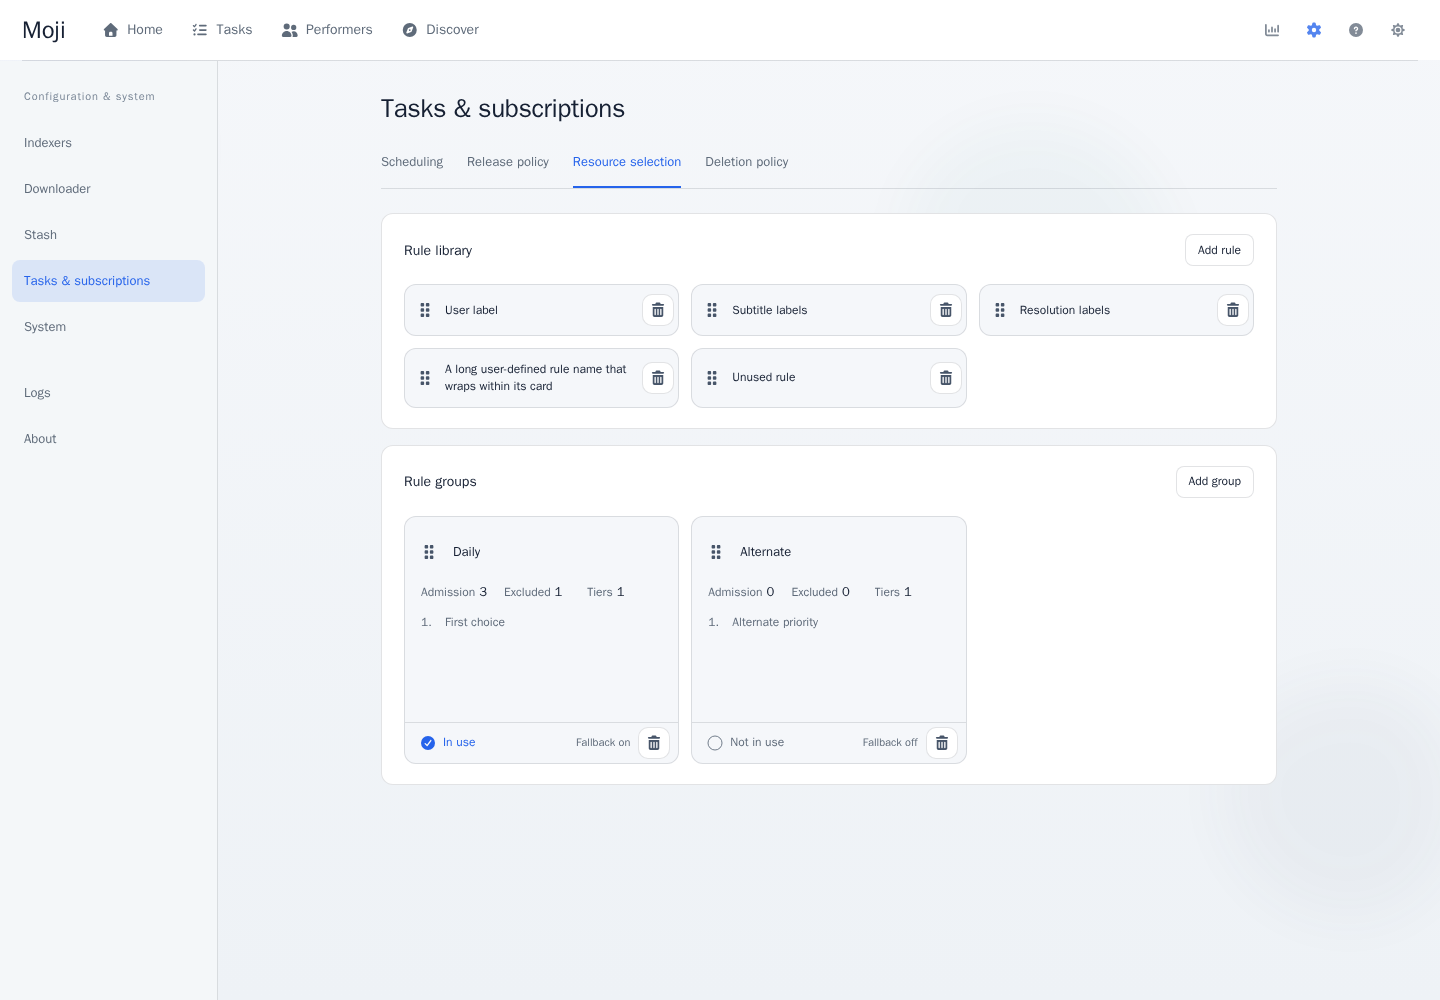 Moji
Home
Tasks
Performers
Discover
Configuration & system
Indexers
Downloader
Stash
Tasks & subscriptions
System
Logs
About
Tasks & subscriptions
Scheduling
Release policy
Resource selection
Deletion policy
Rule library
Add rule
User label
Subtitle labels
Resolution labels
A long user-defined rule name that
wraps within its card
Unused rule
Rule groups
Add group
Daily
Admission 3
Excluded 1
Tiers 1
1. First choice
In use
Fallback on
Alternate
Admission 0
Excluded 0
Tiers 1
1. Alternate priority
Not in use
Fallback off